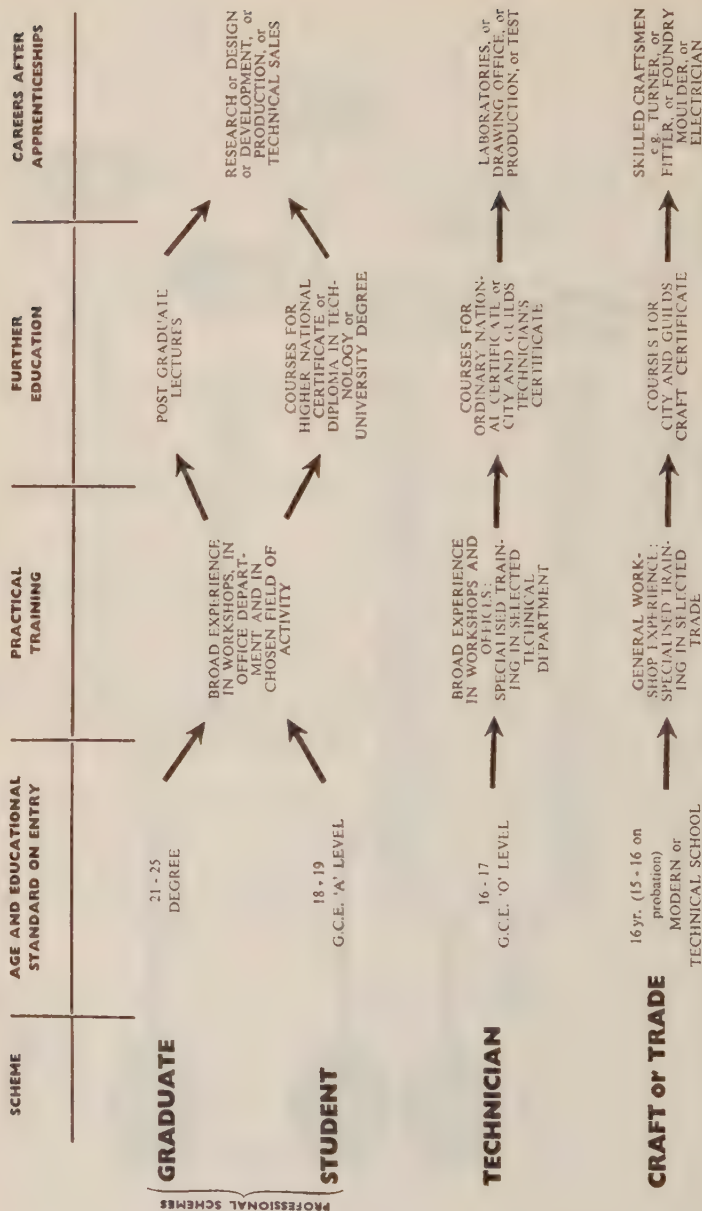 SCHEME
AGE AND EDUCATIONAL
STANDARD ON ENTRY
PRACTICAL
TRAINING
FURTHER
EDUCATION
CAREERS AFTER
APPRENTICESHIPS
PROFESSIONAL SCHEMES
GRADUATE
21 - 25
DEGREE
BROAD EXPERIENCE
IN WORKSHOPS, IN
OFFICE DEPART-
MENT AND IN
CHOSEN FIELD OF
ACTIVITY
POST GRADUATE
LECTURES
RESEARCH or DESIGN
or DEVELOPMENT, or
PRODUCTION, or
TECHNICAL SALES
STUDENT
18 - 19
G.C.E. 'A' LEVEL
COURSES FOR
HIGHER NATIONAL
CERTIFICATE or
DIPLOMA IN TECH-
NOLOGY or
UNIVERSITY DEGREE
TECHNICIAN
16 - 17
G.C.E. 'O' LEVEL
BROAD EXPERIENCE
IN WORKSHOPS AND
OFFICES;
SPECIALISED TRAIN-
ING IN SELECTED
TECHNICAL
DEPARTMENT
COURSES FOR
ORDINARY NATION-
AL CERTIFICATE or
CITY AND GUILDS
TECHNICIAN'S
CERTIFICATE
LABORATORIES, or
DRAWING OFFICE, or
PRODUCTION, or TEST
CRAFT or TRADE
16 yr. (15 - 16 on
probation)
MODERN or
TECHNICAL SCHOOL
GENERAL WORK-
SHOP EXPERIENCE;
SPECIALISED TRAIN-
ING IN SELECTED
TRADE
COURSES FOR
CITY AND GUILDS
CRAFT CERTIFICATE
SKILLED CRAFTSMEN
e.g. TURNER, or
FITTER, or FOUNDRY
MOULDER, or
ELECTRICIAN